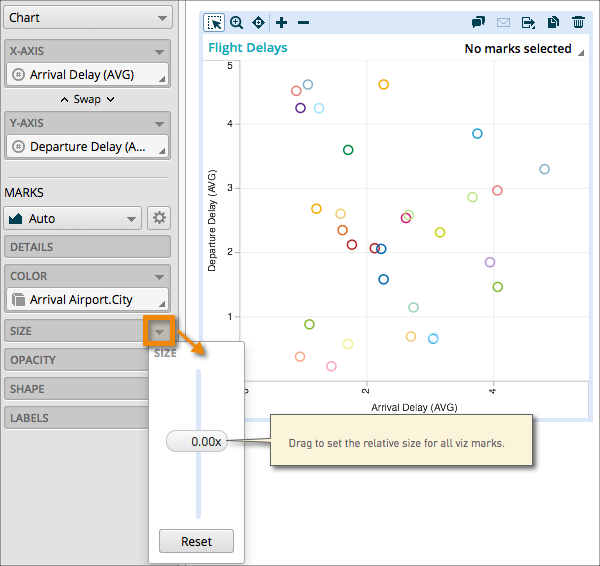 Chart
X-AXIS
Arrival Delay (AVG)
Swap
Y-AXIS
Departure Delay (A...
MARKS
Auto
DETAILS
COLOR
Arrival Airport.City
SIZE
OPACITY
SHAPE
LABELS
SIZE
0.00x
Reset
Flight Delays
No marks selected
5
4
3
2
1
Departure Delay (AVG)
0
2
4
Arrival Delay (AVG)
Drag to set the relative size for all viz marks.